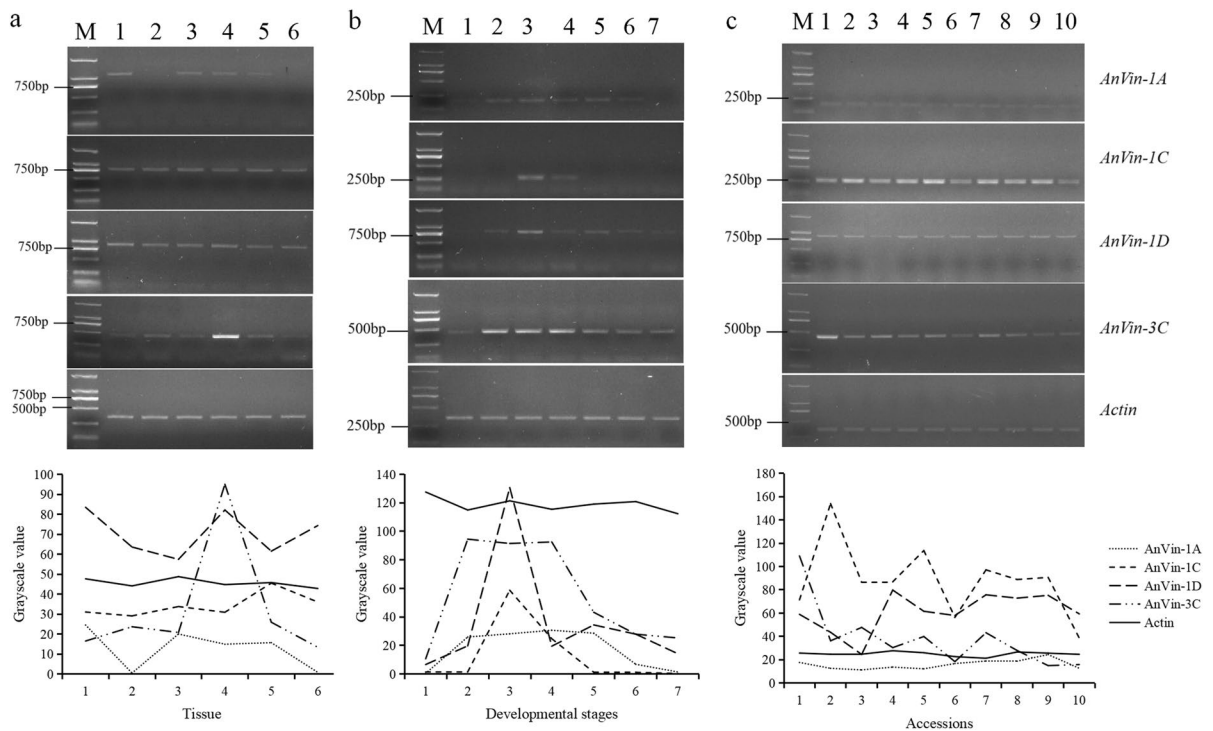 a
M 1 2 3 4 5 6
750bp
750bp
750bp
750bp
750bp
500bp
b
M 1 2 3 4 5 6 7
250bp
250bp
750bp
500bp
250bp
c
M 1 2 3 4 5 6 7 8 9 10
250bp
250bp
750bp
500bp
500bp
AnVin-1A
AnVin-1C
AnVin-1D
AnVin-3C
Actin
Grayscale value
100
90
80
70
60
50
40
30
20
10
0
1 2 3 4 5 6
Tissue
Grayscale value
140
120
100
80
60
40
20
0
1 2 3 4 5 6 7
Developmental stages
Grayscale value
180
160
140
120
100
80
60
40
20
0
1 2 3 4 5 6 7 8 9 10
Accessions
AnVin-1A
AnVin-1C
AnVin-1D
AnVin-3C
Actin